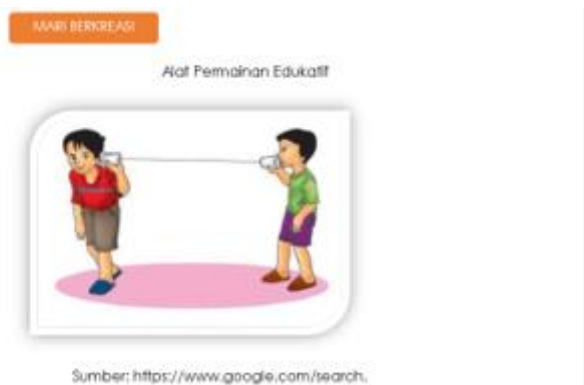 MARI BERKREASI
Alat Permainan Edukatif
Sumber: https://www.google.com/search.